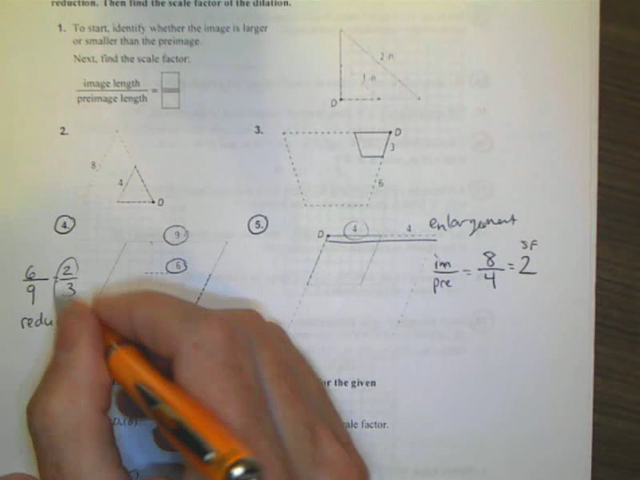 reduction. Then find the scale factor of the dilation.
1. To start, identify whether the image is larger
or smaller than the preimage.
Next, find the scale factor:
image length
preimage length
=
2 in.
1 in.
D
2.
8
4
D
3.
D
3
6
4.
9
6
6
9
2
3
redu
5.
D
4
4
enlargement
im
pre
=
8
4
=
SF
2
or the given
scale factor.